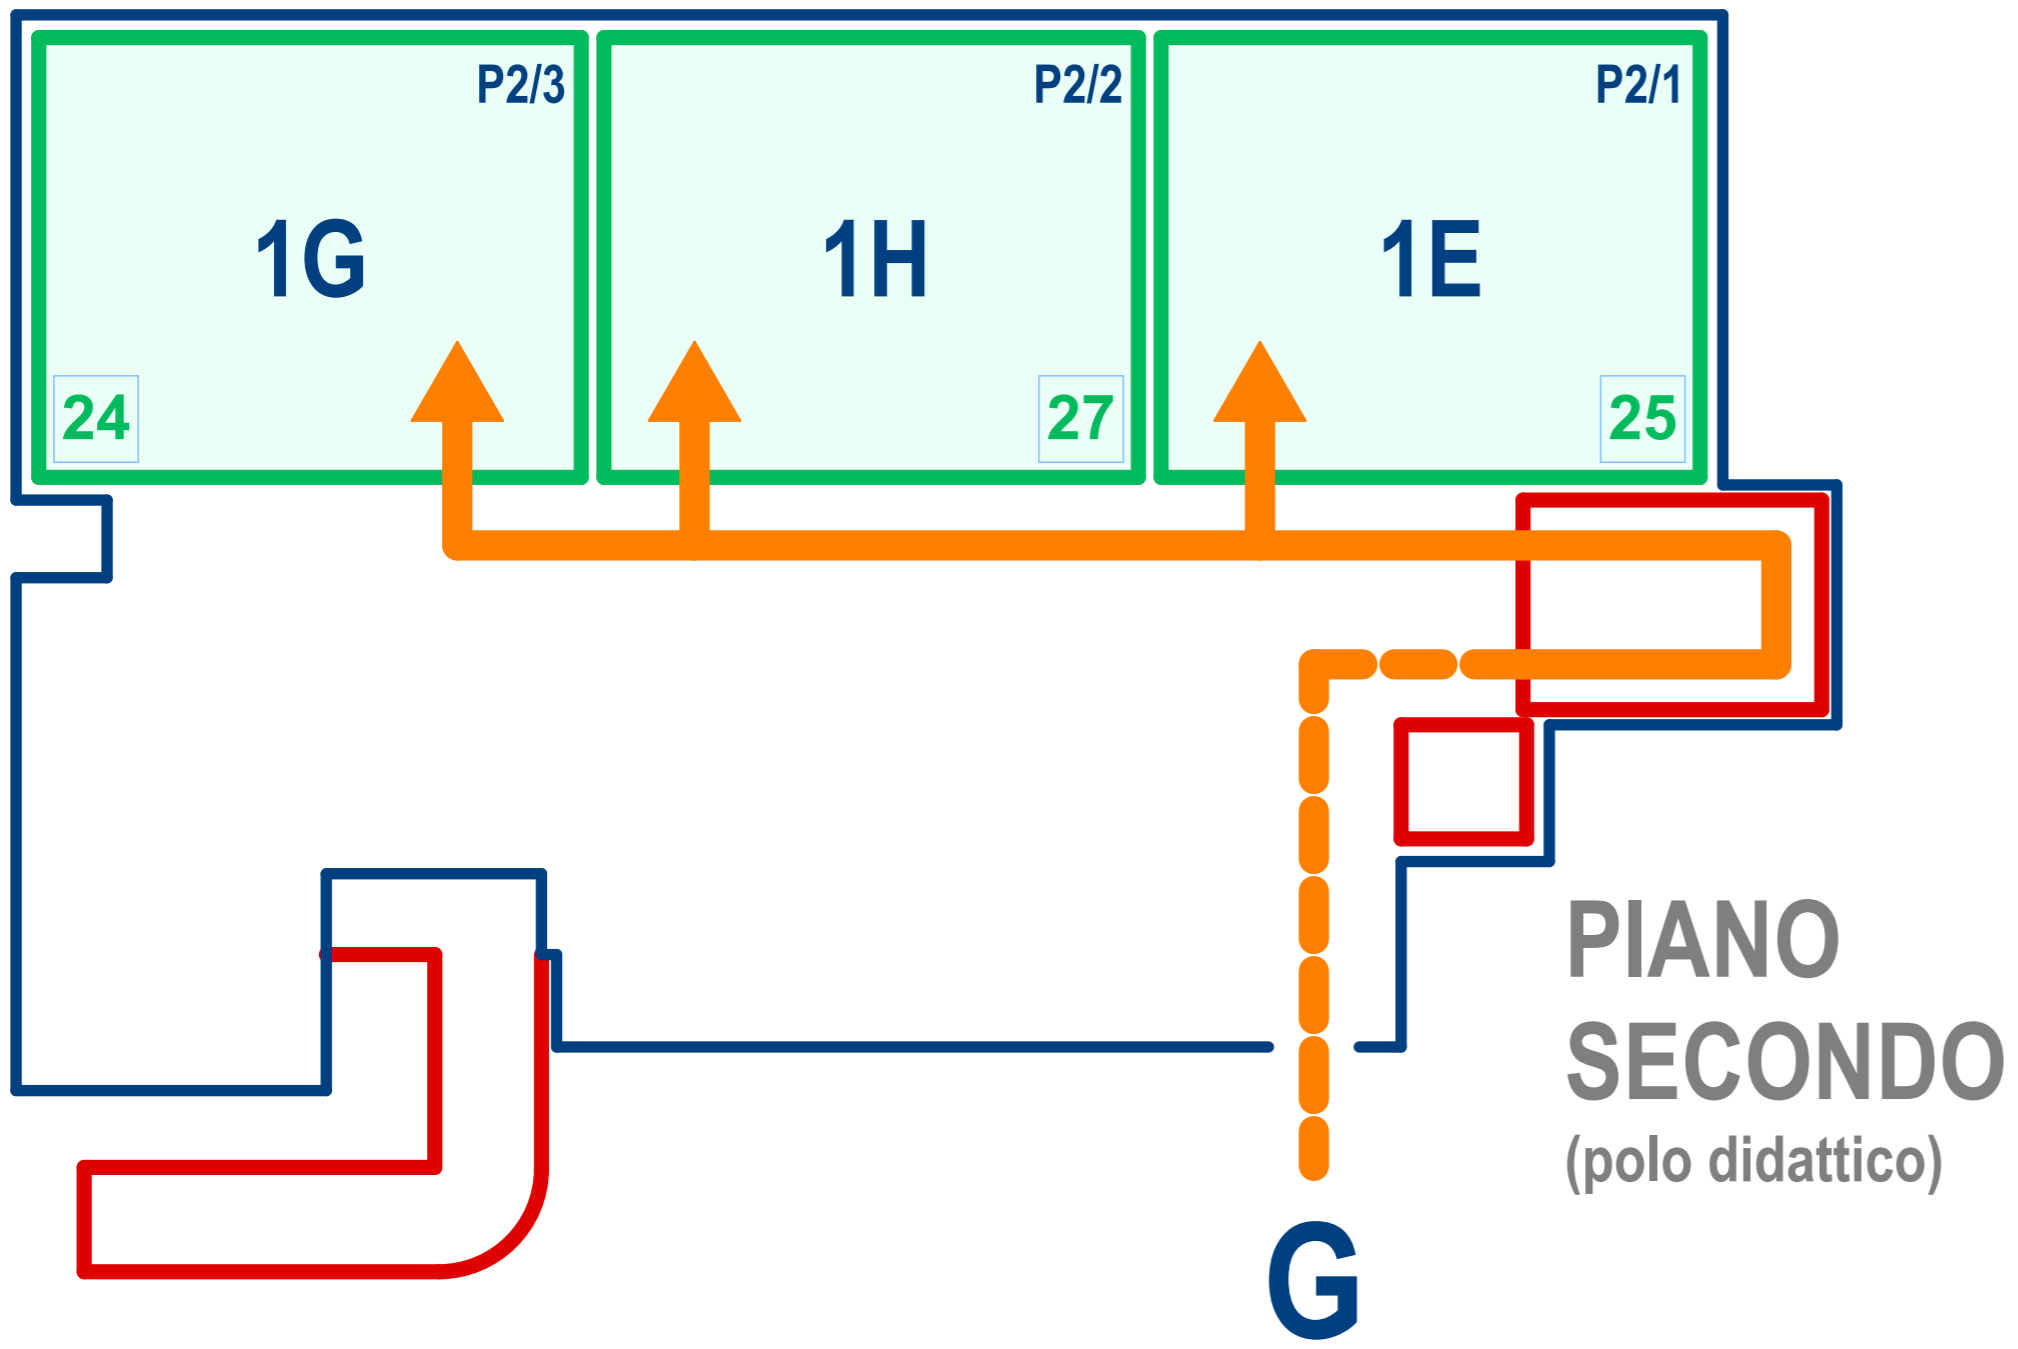 P2/3
P2/2
P2/1
1G
1H
1E
24
27
25
PIANO
SECONDO
(polo didattico)
G